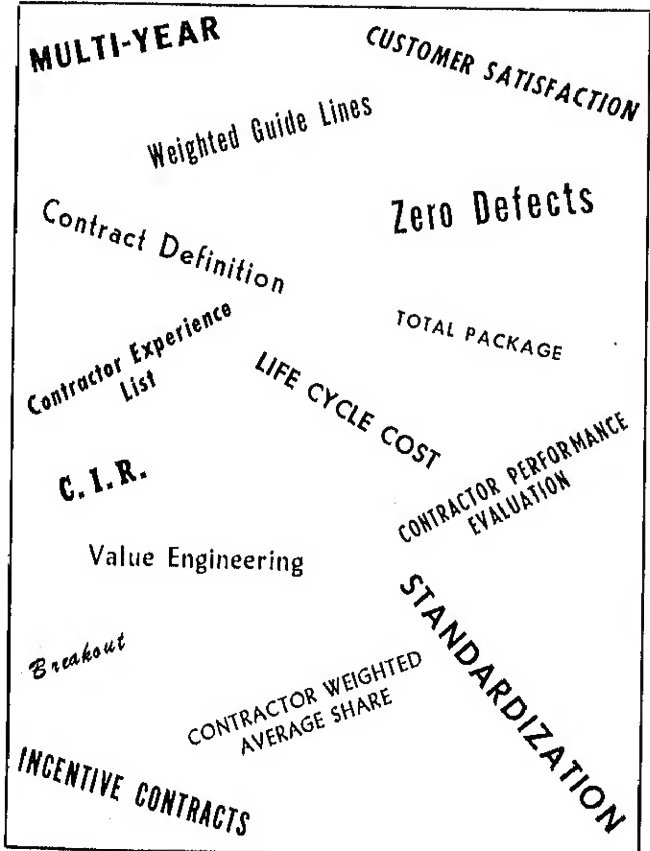 MULTI-YEAR
CUSTOMER SATISFACTION
Weighted Guide Lines
Zero Defects
Contract Definition
TOTAL PACKAGE
Contractor Experience
List
LIFE CYCLE COST
CONTRACTOR PERFORMANCE
EVALUATION
C.I.R.
Value Engineering
STANDARDIZATION
Breakout
CONTRACTOR WEIGHTED
AVERAGE SHARE
INCENTIVE CONTRACTS